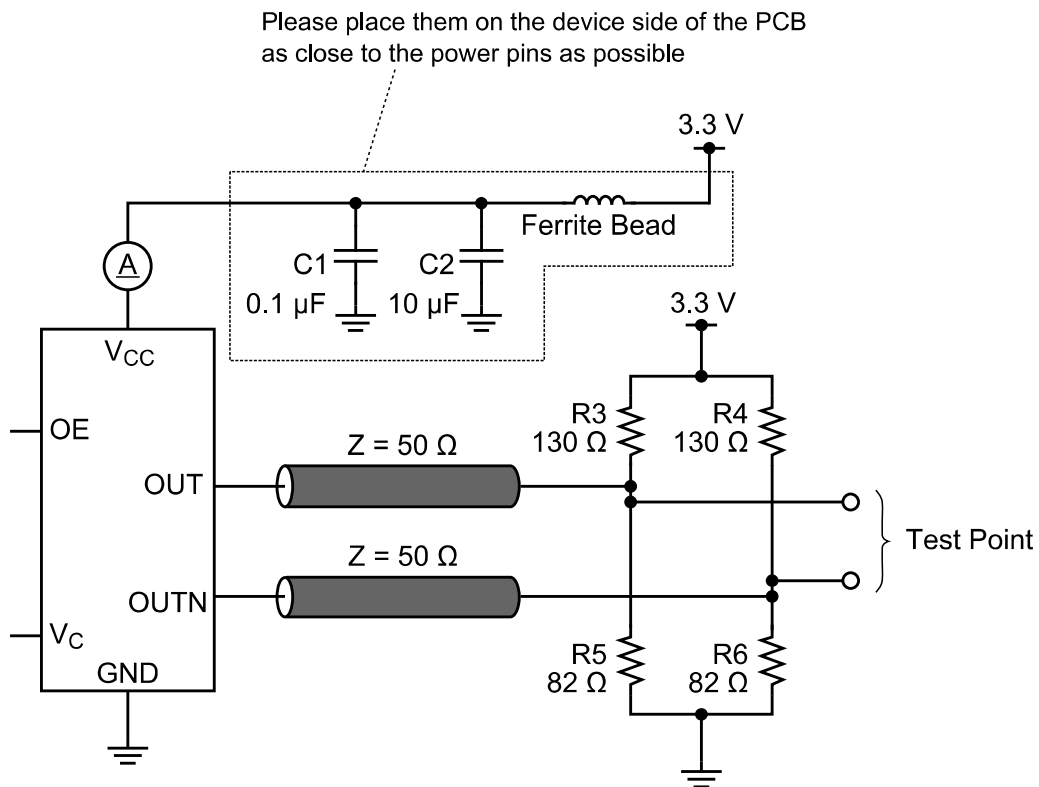 Please place them on the device side of the PCB
as close to the power pins as possible
3.3 V
Ferrite Bead
A
C1
0.1 µF
C2
10 µF
3.3 V
VCC
OE
R3
130 Ω
R4
130 Ω
Z = 50 Ω
OUT
Test Point
Z = 50 Ω
OUTN
VC
R5
82 Ω
R6
82 Ω
GND